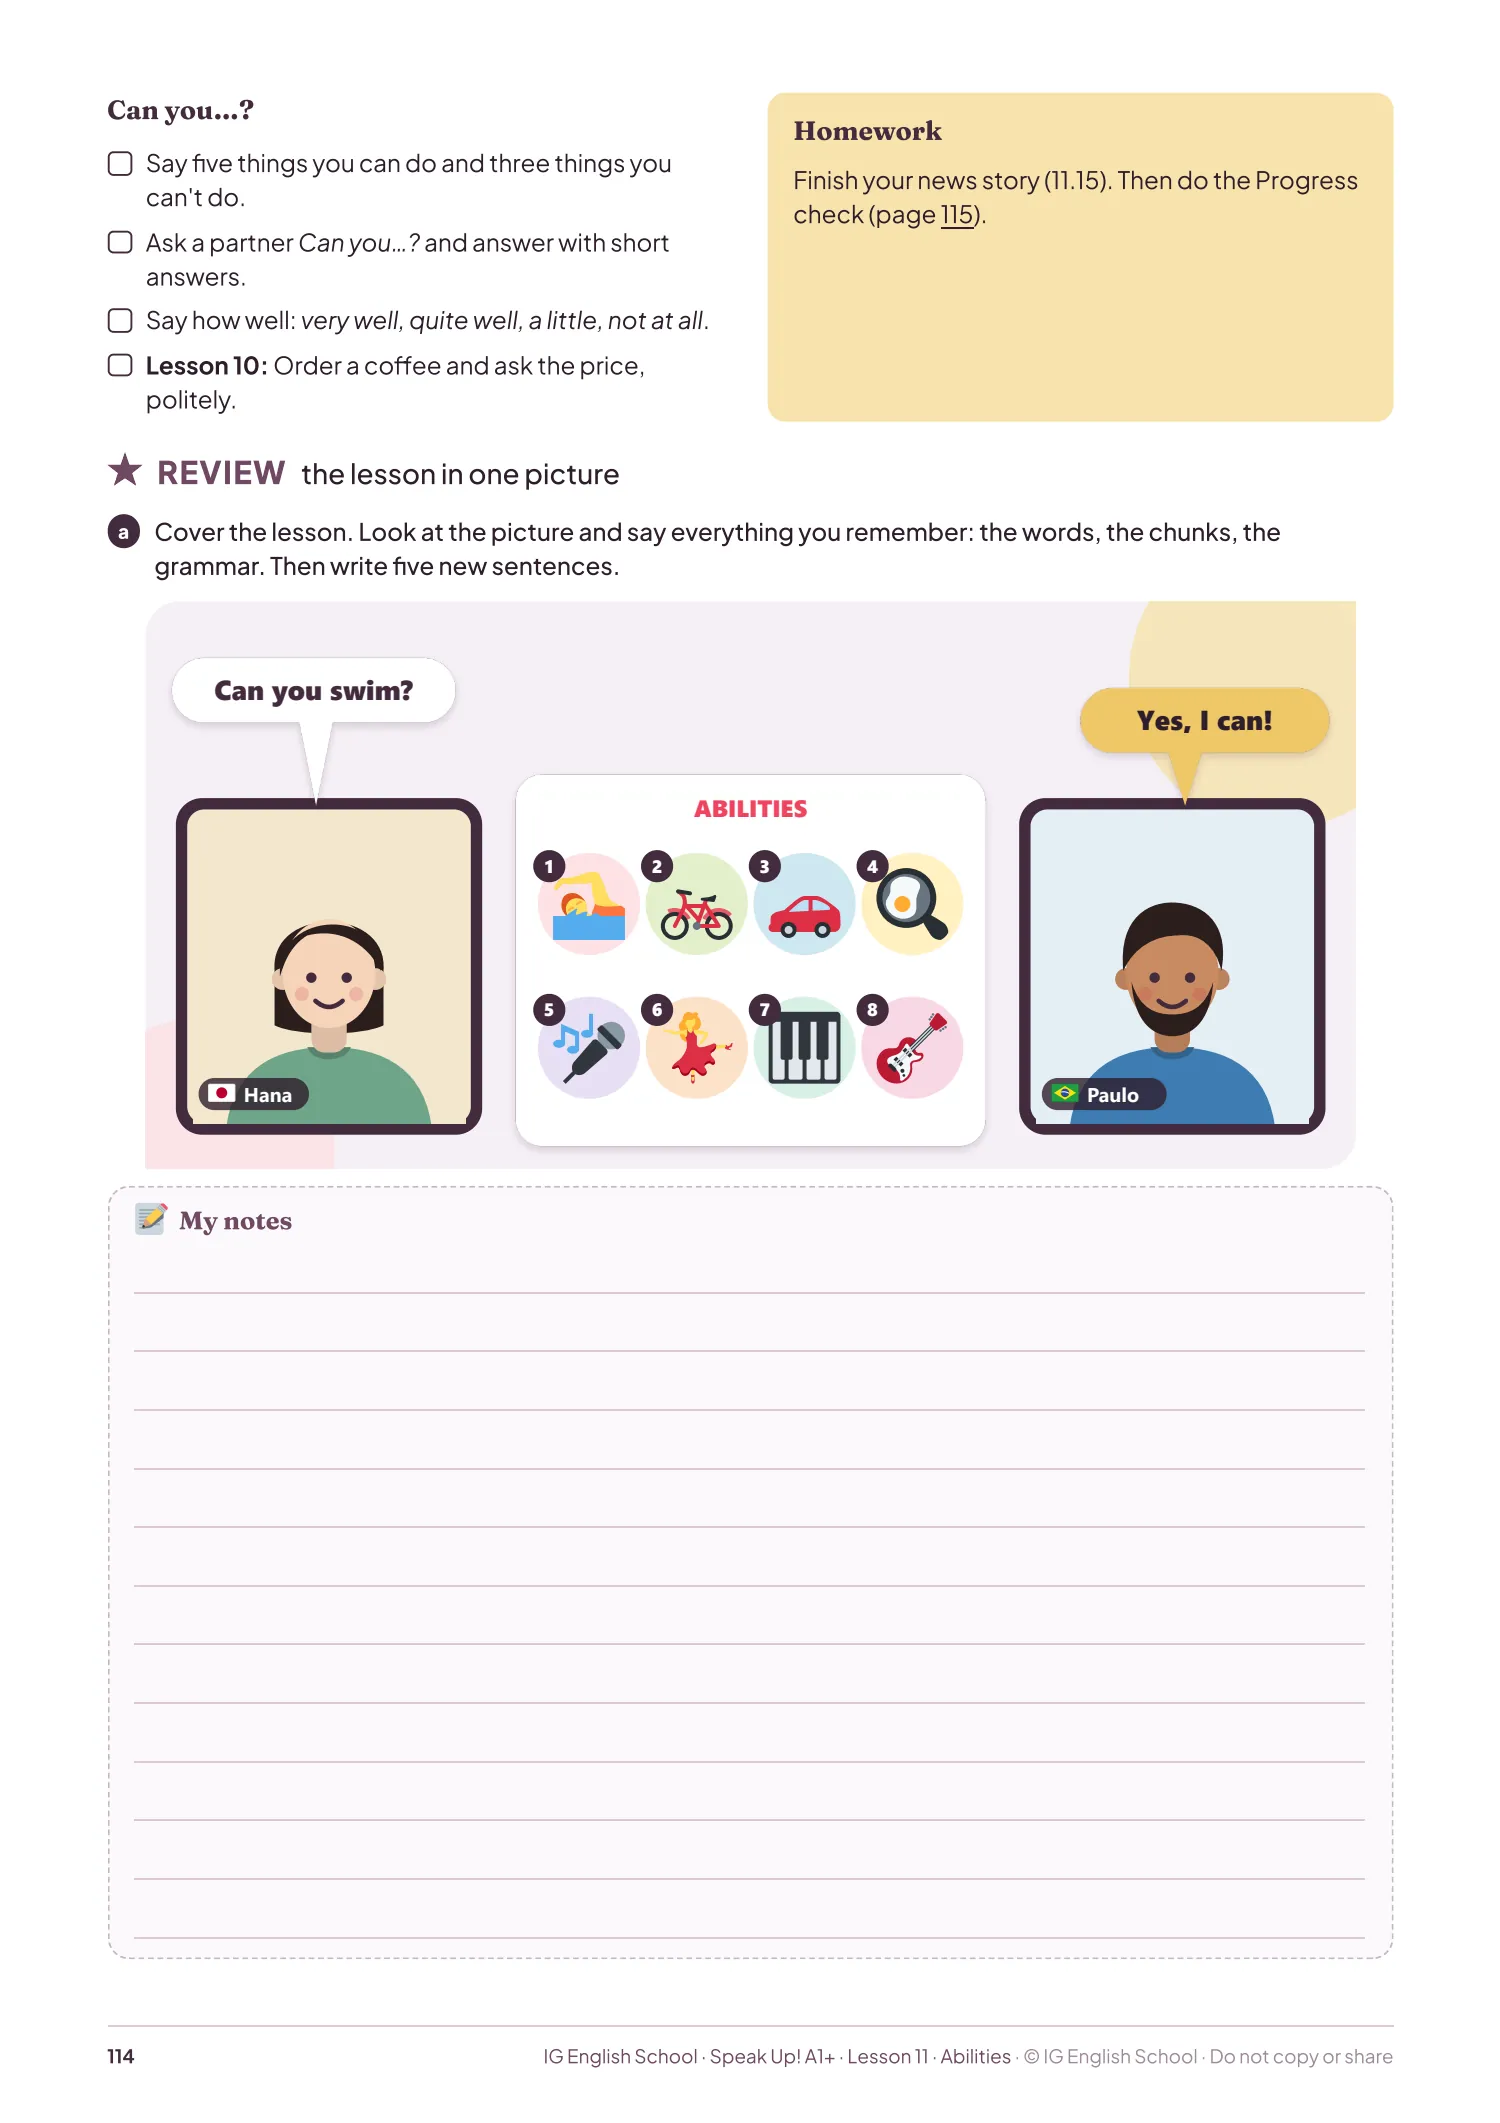 Can you...?
Say five things you can do and three things you
can't do.
Ask a partner Can you...? and answer with short
answers.
Say how well: very well, quite well, a little, not at all.
Lesson 10: Order a coffee and ask the price,
politely.
Homework
Finish your news story (11.15). Then do the Progress
check (page 115).
★ REVIEW the lesson in one picture
a Cover the lesson. Look at the picture and say everything you remember: the words, the chunks, the
grammar. Then write five new sentences.
Can you swim?
Yes, I can!
ABILITIES
1 2 3 4
5 6 7 8
Hana
Paulo
My notes
114
IG English School · Speak Up! A1+ · Lesson 11 · Abilities · © IG English School · Do not copy or share